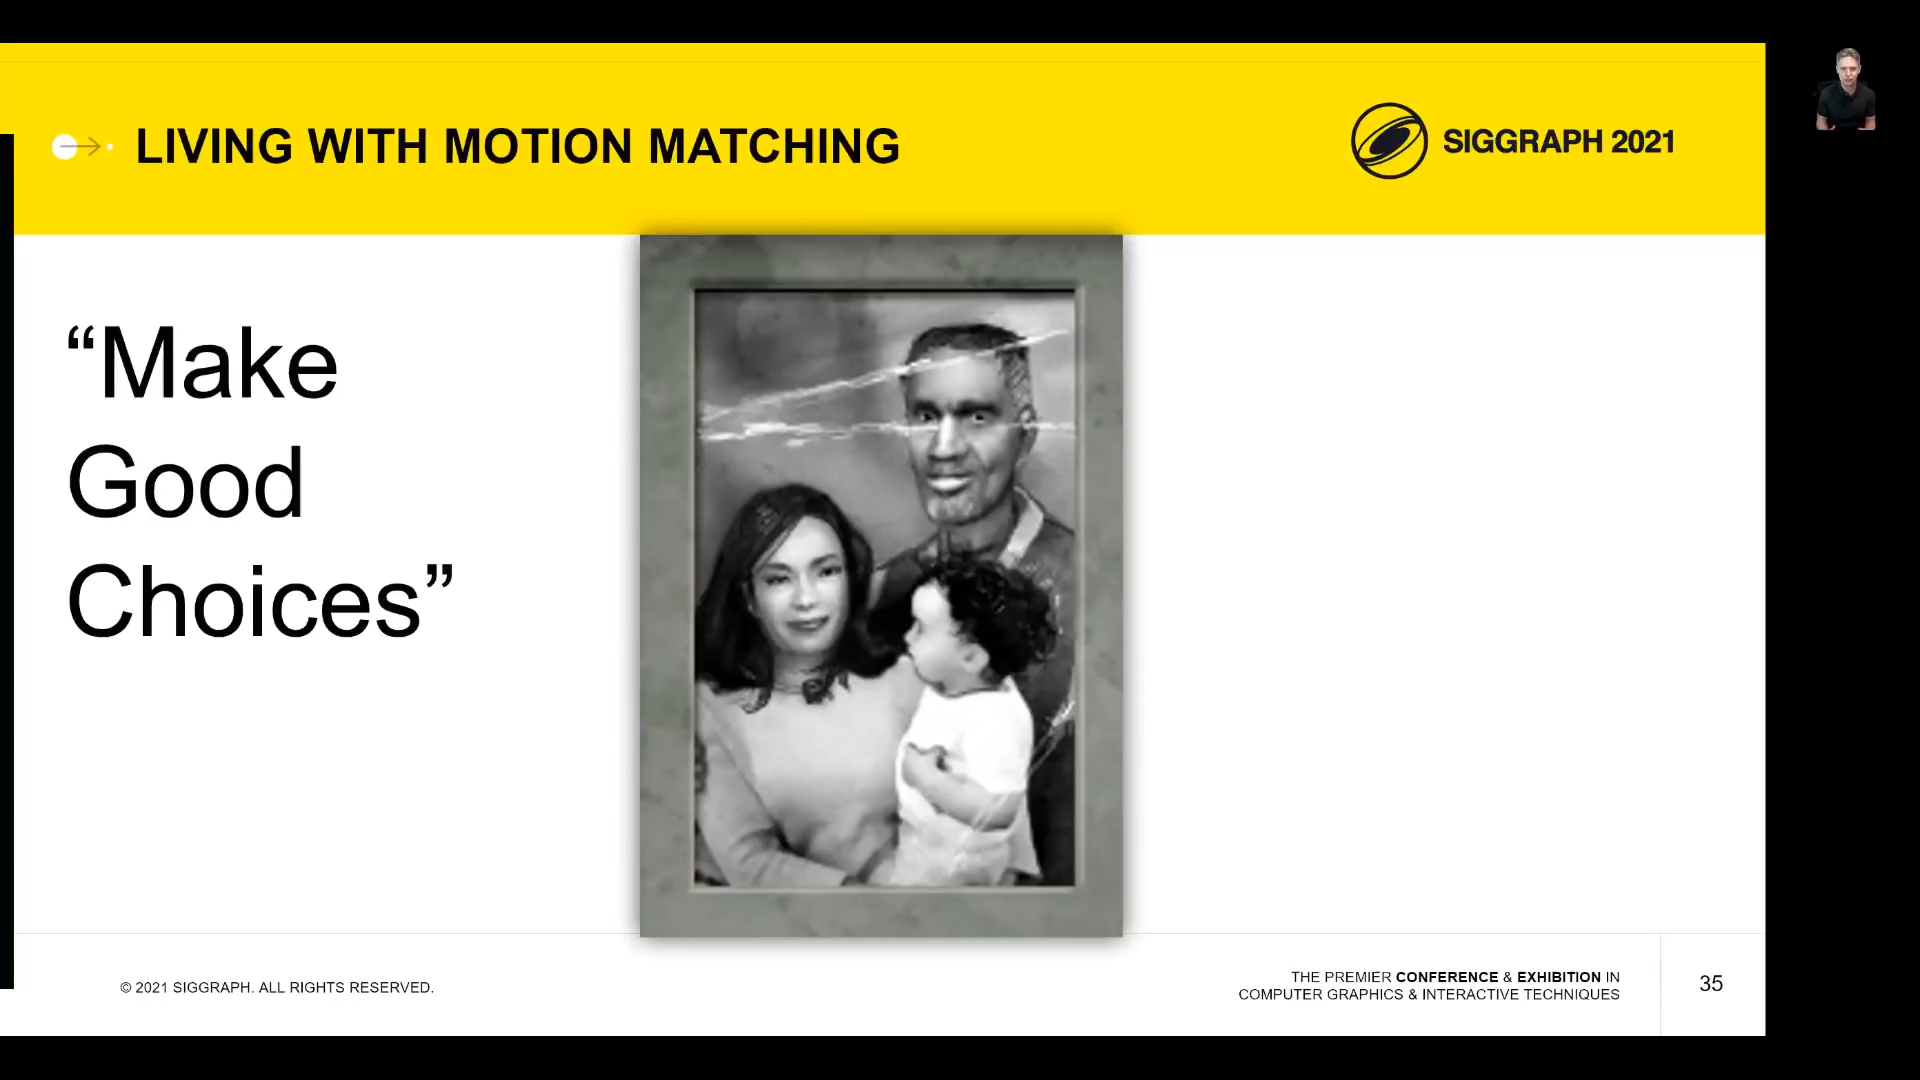 LIVING WITH MOTION MATCHING
SIGGRAPH 2021
“Make
Good
Choices”
© 2021 SIGGRAPH. ALL RIGHTS RESERVED.
THE PREMIER CONFERENCE & EXHIBITION IN
COMPUTER GRAPHICS & INTERACTIVE TECHNIQUES
35